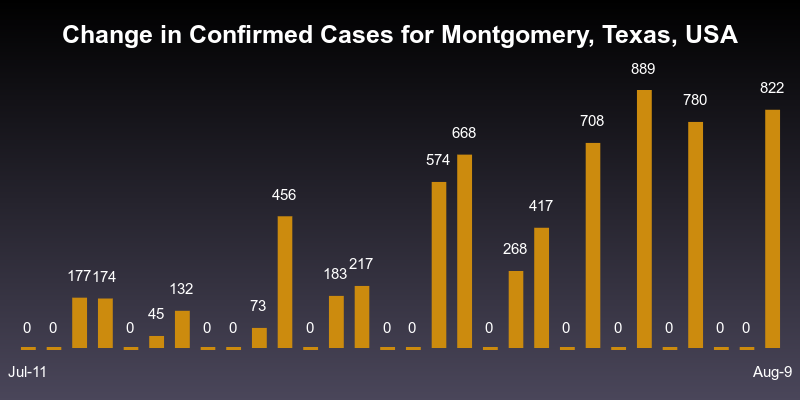 Change in Confirmed Cases for Montgomery, Texas, USA
0 0 177 174 0 45 132 0 0 73 456 0 183 217 0 0 574 668 0 268 417 0 708 0 889 0 780 0 0 822
Jul-11 Aug-9